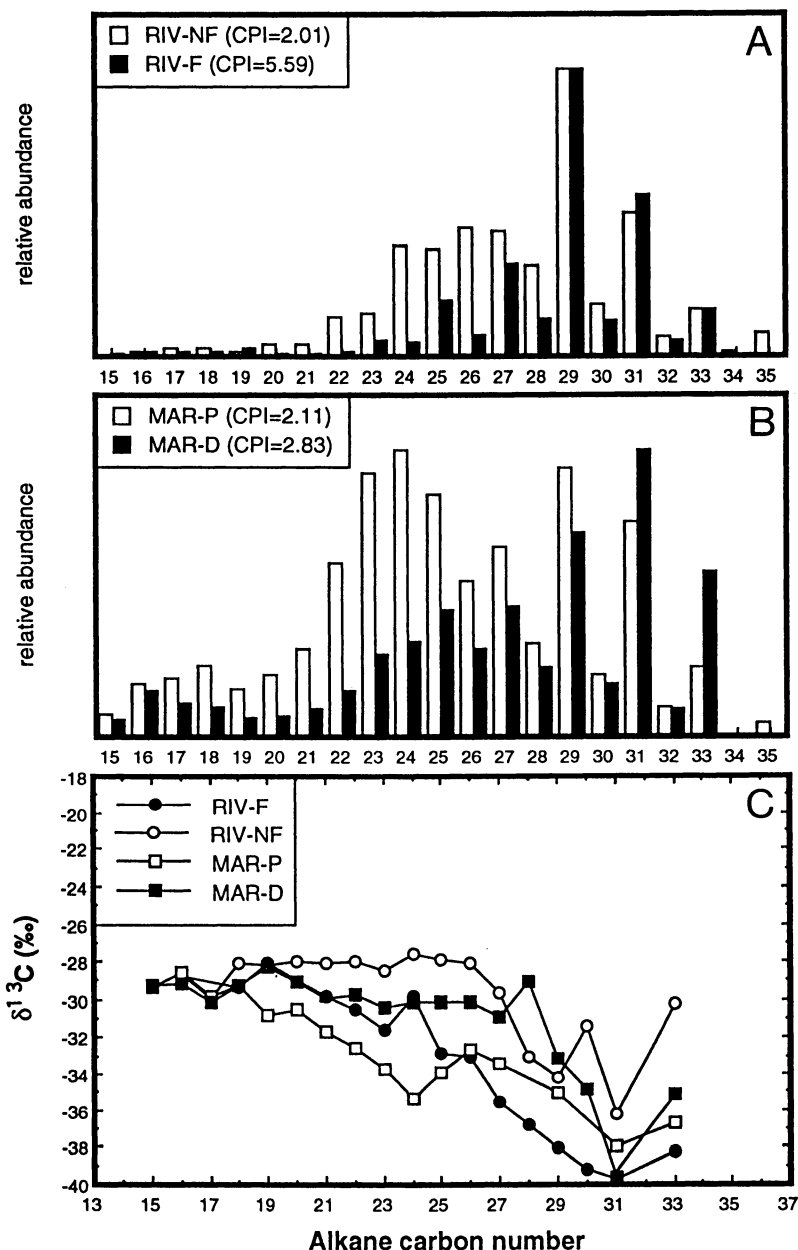 RIV-NF (CPI=2.01)
RIV-F (CPI=5.59)
A
relative abundance
15 16 17 18 19 20 21 22 23 24 25 26 27 28 29 30 31 32 33 34 35
MAR-P (CPI=2.11)
MAR-D (CPI=2.83)
B
relative abundance
15 16 17 18 19 20 21 22 23 24 25 26 27 28 29 30 31 32 33 34 35
C
RIV-F
RIV-NF
MAR-P
MAR-D
δ13C (‰)
-18
-20
-22
-24
-26
-28
-30
-32
-34
-36
-38
-40
13 15 17 19 21 23 25 27 29 31 33 35 37
Alkane carbon number